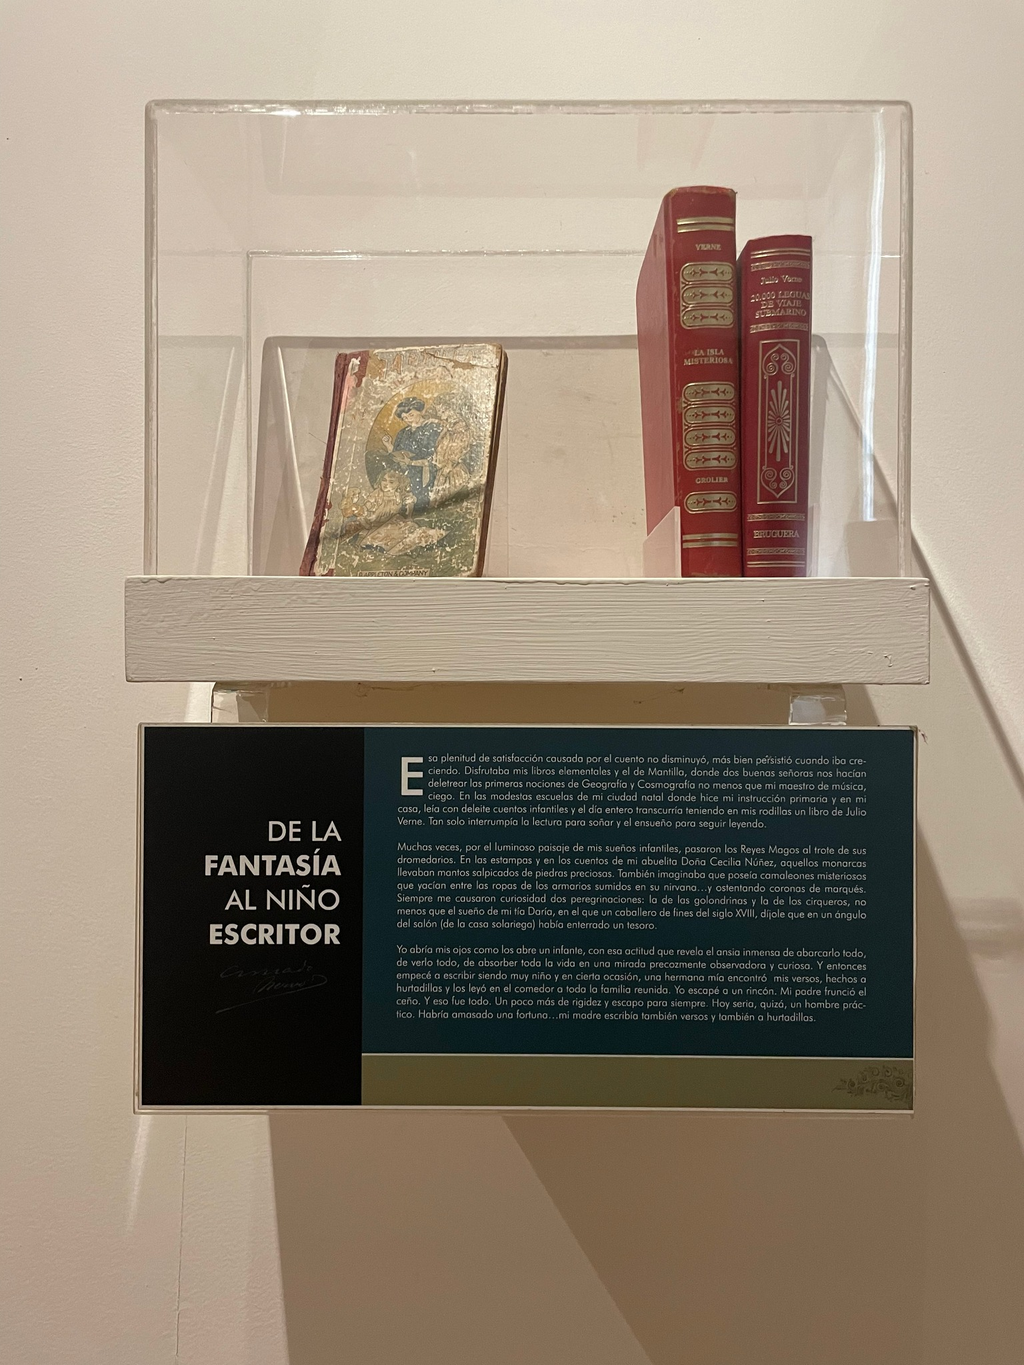 VERNE
LA ISLA
MISTERIOSA
GROLIER
Julio Verne
20.000 LEGUAS
DE VIAJE
SUBMARINO
BRUGUERA
D. APPLETON & COMPANY
DE LA
FANTASÍA
AL NIÑO
ESCRITOR
Esa plenitud de satisfacción causada por el cuento no disminuyó, más bien persistió cuando iba cre-
ciendo. Disfrutaba mis libros elementales y el de Mantilla, donde dos buenas señoras nos hacían
deletrear las primeras nociones de Geografía y Cosmografía no menos que mi maestro de música,
ciego. En las modestas escuelas de mi ciudad natal donde hice mi instrucción primaria y en mi
casa, leía con deleite cuentos infantiles y el día entero transcurría teniendo en mis rodillas un libro de Julio
Verne. Tan solo interrumpía la lectura para soñar y el ensueño para seguir leyendo.
Muchas veces, por el luminoso paisaje de mis sueños infantiles, pasaron los Reyes Magos al trote de sus
dromedarios. En las estampas y en los cuentos de mi abuelita Doña Cecilia Núñez, aquellos monarcas
llevaban mantos salpicados de piedras preciosas. También imaginaba que poseía camaleones misteriosos
que yacían entre las ropas de los armarios sumidos en su nirvana...y ostentando coronas de marqués.
Siempre me causaron curiosidad dos peregrinaciones: la de las golondrinas y la de los cirqueros, no
menos que el sueño de mi tía Daría, en el que un caballero de fines del siglo XVIII, díjole que en un ángulo
del salón (de la casa solariega) había enterrado un tesoro.
Yo abría mis ojos como los abre un infante, con esa actitud que revela el ansia inmensa de abarcarlo todo,
de verlo todo, de absorber toda la vida en una mirada precozmente observadora y curiosa. Y entonces
empecé a escribir siendo muy niño y en cierta ocasión, una hermana mía encontró mis versos, hechos a
hurtadillas y los leyó en el comedor a toda la familia reunida. Yo escapé a un rincón. Mi padre frunció el
ceño. Y eso fue todo. Un poco más de rigidez y escapo para siempre. Hoy sería, quizá, un hombre prác-
tico. Habría amasado una fortuna...mi madre escribía también versos y también a hurtadillas.